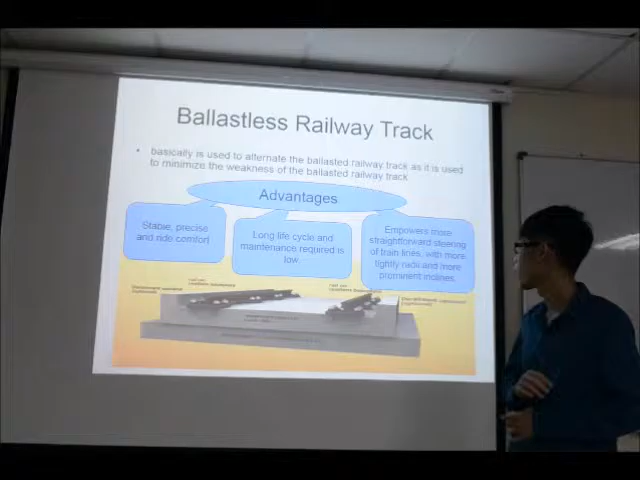 Ballastless Railway Track
• basically is used to alternate the ballasted railway track as it is used
to minimize the weakness of the ballasted railway track
Advantages
Stable, precise
and ride comfort
Long life cycle and
maintenance required is
low.
Empowers more
straightforward steering
of train lines, with more
tightly radii and more
prominent inclines.